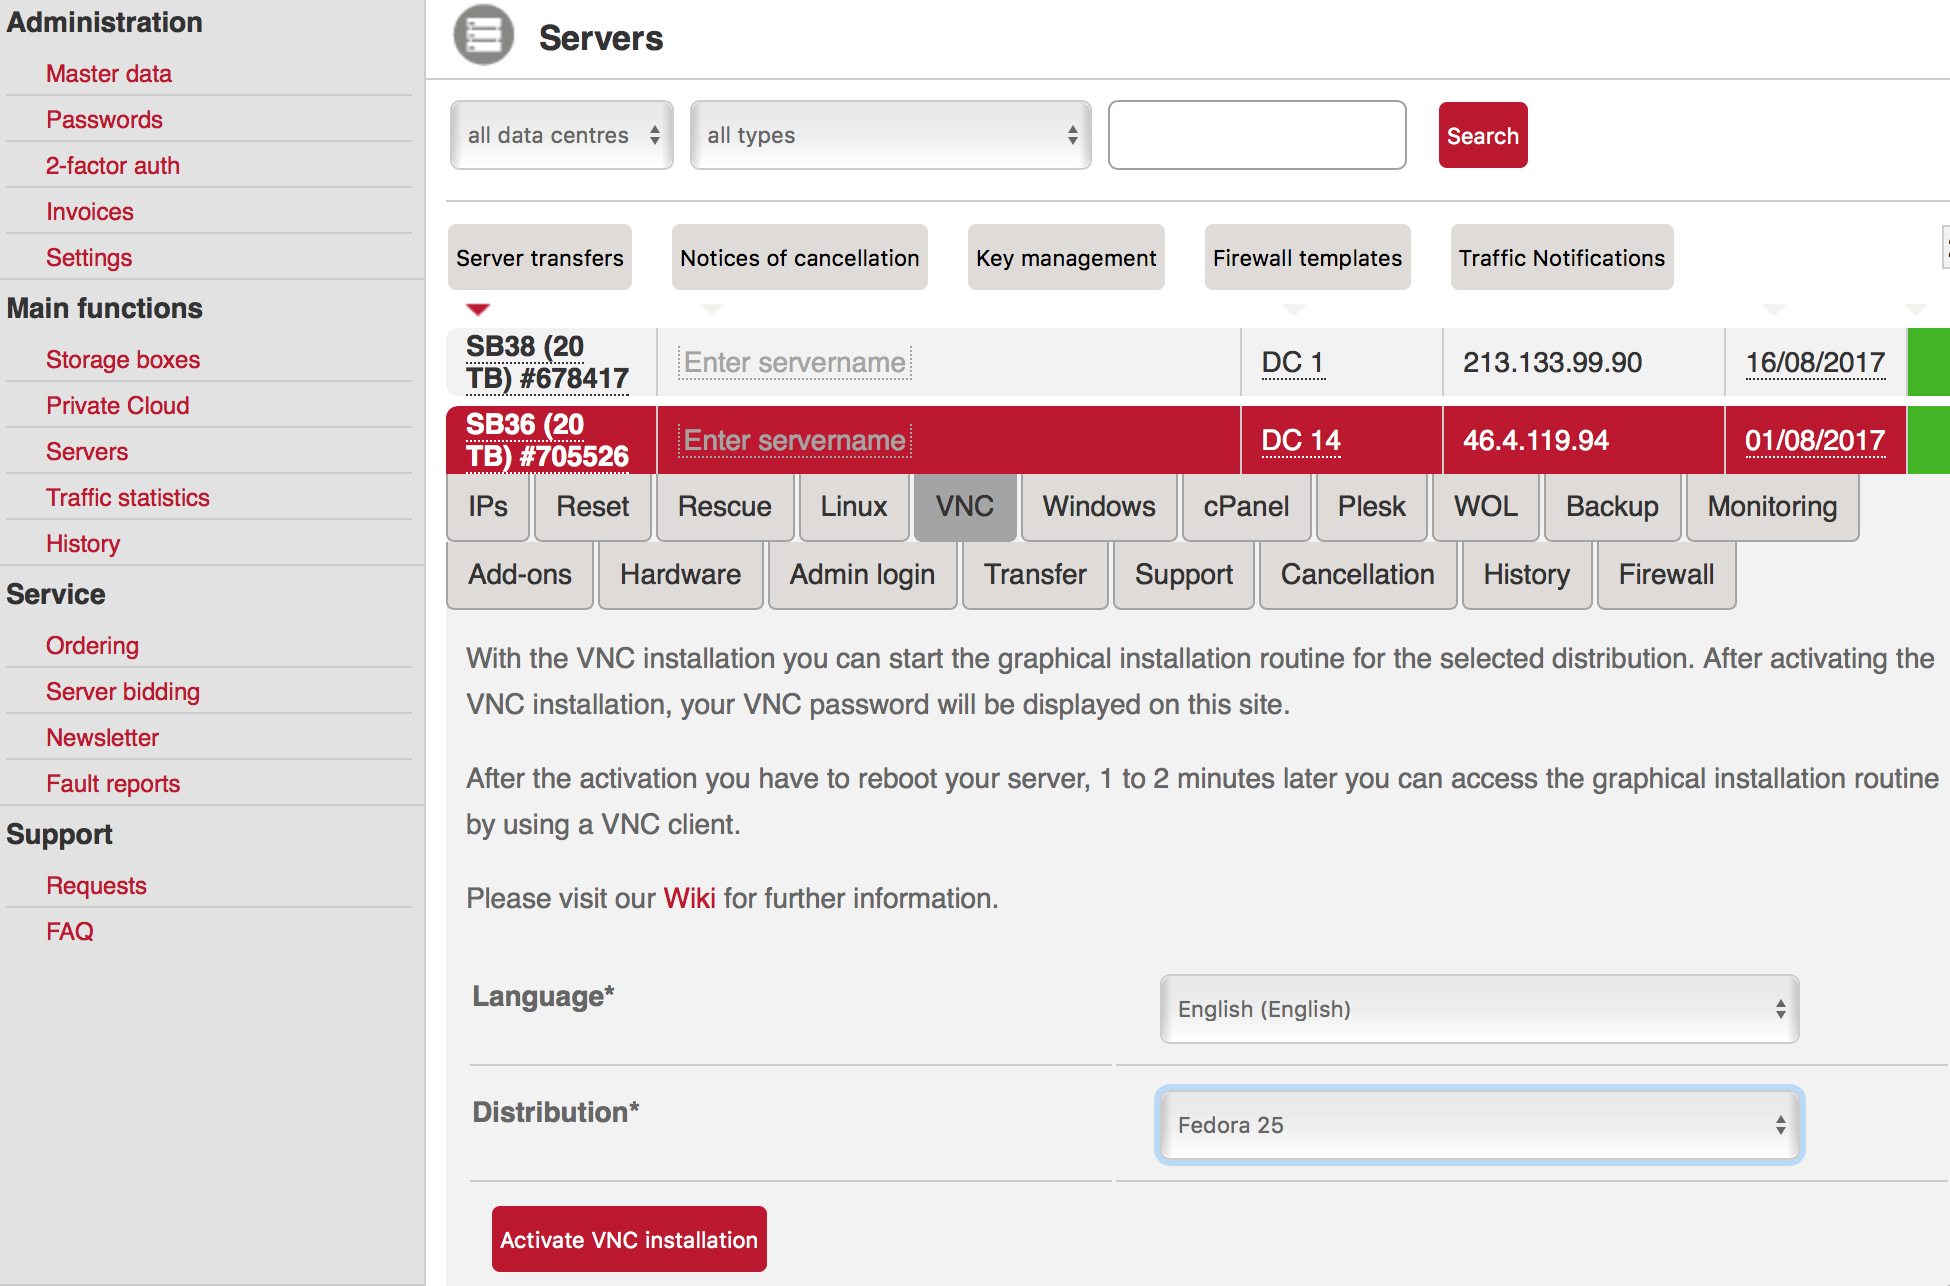 Administration
Master data
Passwords
2-factor auth
Invoices
Settings
Main functions
Storage boxes
Private Cloud
Servers
Traffic statistics
History
Service
Ordering
Server bidding
Newsletter
Fault reports
Support
Requests
FAQ
Servers
all data centres all types Search
Server transfers Notices of cancellation Key management Firewall templates Traffic Notifications
SB38 (20
TB) #678417 Enter servername DC 1 213.133.99.90 16/08/2017
SB36 (20
TB) #705526 Enter servername DC 14 46.4.119.94 01/08/2017
IPs Reset Rescue Linux VNC Windows cPanel Plesk WOL Backup Monitoring
Add-ons Hardware Admin login Transfer Support Cancellation History Firewall
With the VNC installation you can start the graphical installation routine for the selected distribution. After activating the
VNC installation, your VNC password will be displayed on this site.
After the activation you have to reboot your server, 1 to 2 minutes later you can access the graphical installation routine
by using a VNC client.
Please visit our Wiki for further information.
Language* English (English)
Distribution* Fedora 25
Activate VNC installation